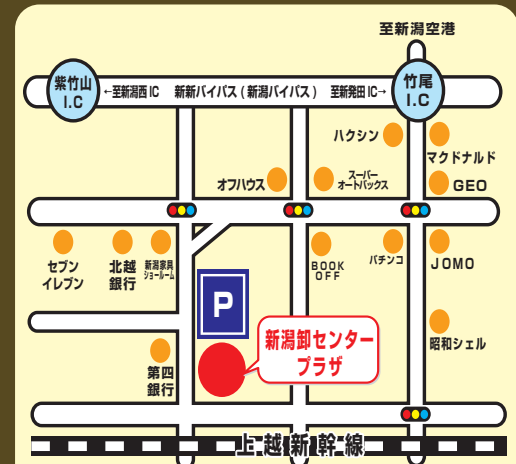 至新潟空港
紫竹山
I.C
←至新潟西IC
新新バイパス(新潟バイパス)
至新発田IC→
竹尾
I.C
ハクシン
マクドナルド
オフハウス
スーパー
オートバックス
GEO
セブン
イレブン
北越
銀行
新潟家具
ショールーム
BOOK
OFF
パチンコ
JOMO
P
新潟卸センター
プラザ
昭和シェル
第四
銀行
上越新幹線